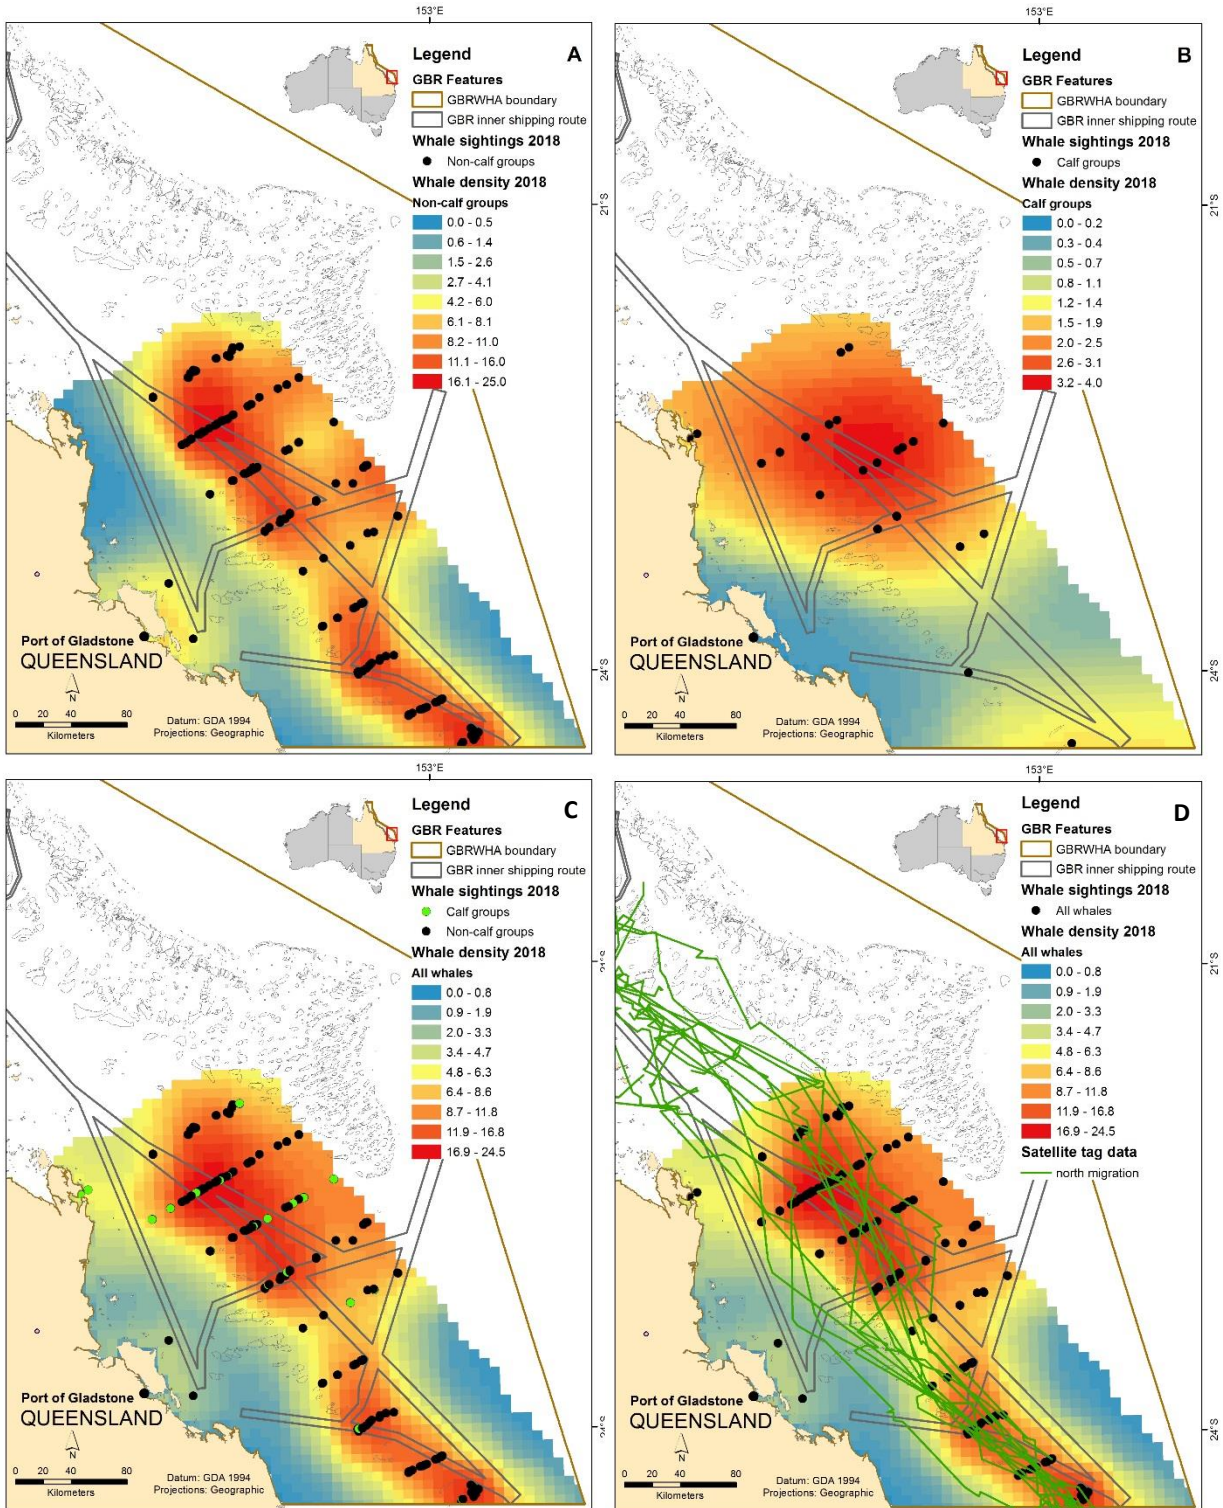 153°E
Legend
A
GBR Features
GBRWHA boundary
GBR inner shipping route
Whale sightings 2018
Non-calf groups
Whale density 2018
Non-calf groups
0.0 - 0.5
0.6 - 1.4
1.5 - 2.6
2.7 - 4.1
4.2 - 6.0
6.1 - 8.1
8.2 - 11.0
11.1 - 16.0
16.1 - 25.0
21°S
24°S
Port of Gladstone
QUEENSLAND
N
0 20 40 80
Kilometers
Datum: GDA 1994
Projections: Geographic
153°E
Legend
B
GBR Features
GBRWHA boundary
GBR inner shipping route
Whale sightings 2018
Calf groups
Whale density 2018
Calf groups
0.0 - 0.2
0.3 - 0.4
0.5 - 0.7
0.8 - 1.1
1.2 - 1.4
1.5 - 1.9
2.0 - 2.5
2.6 - 3.1
3.2 - 4.0
21°S
24°S
Port of Gladstone
QUEENSLAND
N
0 20 40 80
Kilometers
Datum: GDA 1994
Projections: Geographic
153°E
Legend
C
GBR Features
GBRWHA boundary
GBR inner shipping route
Whale sightings 2018
Calf groups
Non-calf groups
Whale density 2018
All whales
0.0 - 0.8
0.9 - 1.9
2.0 - 3.3
3.4 - 4.7
4.8 - 6.3
6.4 - 8.6
8.7 - 11.8
11.9 - 16.8
16.9 - 24.5
24°S
Port of Gladstone
QUEENSLAND
N
0 20 40 80
Kilometers
Datum: GDA 1994
Projections: Geographic
153°E
Legend
D
GBR Features
GBRWHA boundary
GBR inner shipping route
Whale sightings 2018
All whales
Whale density 2018
All whales
0.0 - 0.8
0.9 - 1.9
2.0 - 3.3
3.4 - 4.7
4.8 - 6.3
6.4 - 8.6
8.7 - 11.8
11.9 - 16.8
16.9 - 24.5
Satellite tag data
north migration
21°S
24°S
Port of Gladstone
QUEENSLAND
N
0 20 40 80
Kilometers
Datum: GDA 1994
Projections: Geographic